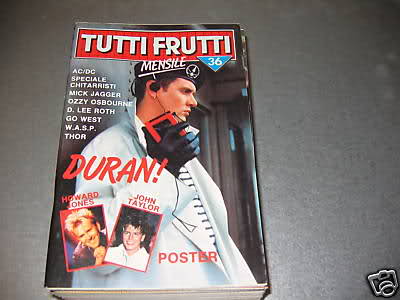 TUTTI FRUTTI
MENSILE
36
AC/DC
SPECIALE
CHITARRISTI
MICK JAGGER
OZZY OSBOURNE
D. LEE ROTH
GO WEST
W.A.S.P.
THOR
DURAN!
HOWARD
JONES
JOHN
TAYLOR
POSTER